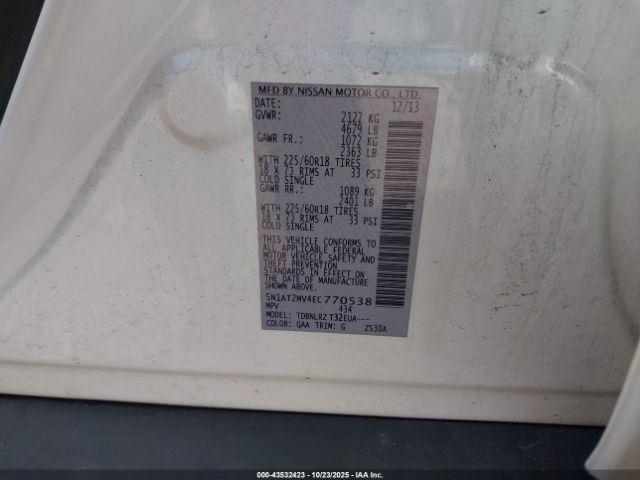 MFD BY NISSAN MOTOR CO., LTD.
DATE: 12/13
GVWR: 2122 KG
4679 LB
GAWR FR.: 1072 KG
2363 LB
WITH 225/60R18 TIRES
18 X 7J RIMS AT 33 PSI
COLD SINGLE
GAWR RR.: 1089 KG
2401 LB
WITH 225/60R18 TIRES
18 X 7J RIMS AT 33 PSI
COLD SINGLE
THIS VEHICLE CONFORMS TO
ALL APPLICABLE FEDERAL
MOTOR VEHICLE SAFETY AND
THEFT PREVENTION
STANDARDS IN EFFECT ON
THE DATE OF MANUFACTURE
SHOWN ABOVE.
5N1AT2MV4EC770538
MPV 434
MODEL: TDBNLRZ T32EUA---
COLOR: QAA TRIM: G ZS30A
000-43532423 | 10/23/2025 | IAA Inc.